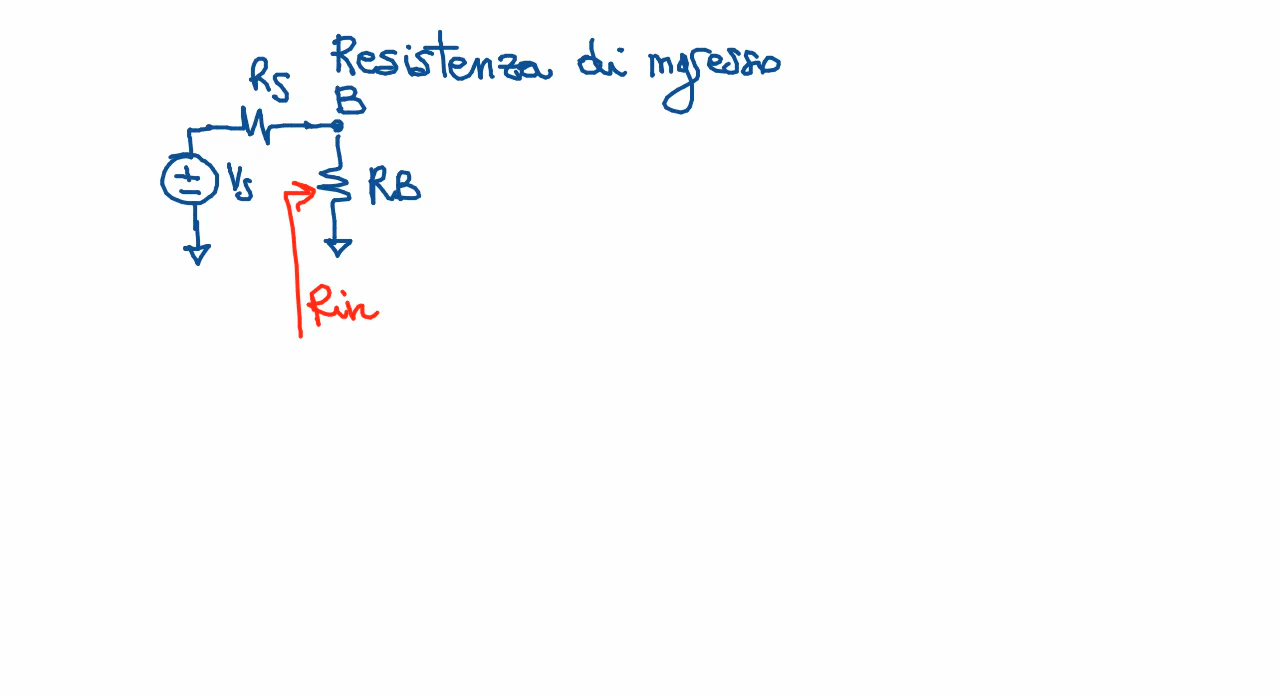 Resistenza di ingresso
RS
B
+
-
VS
RB
Rin